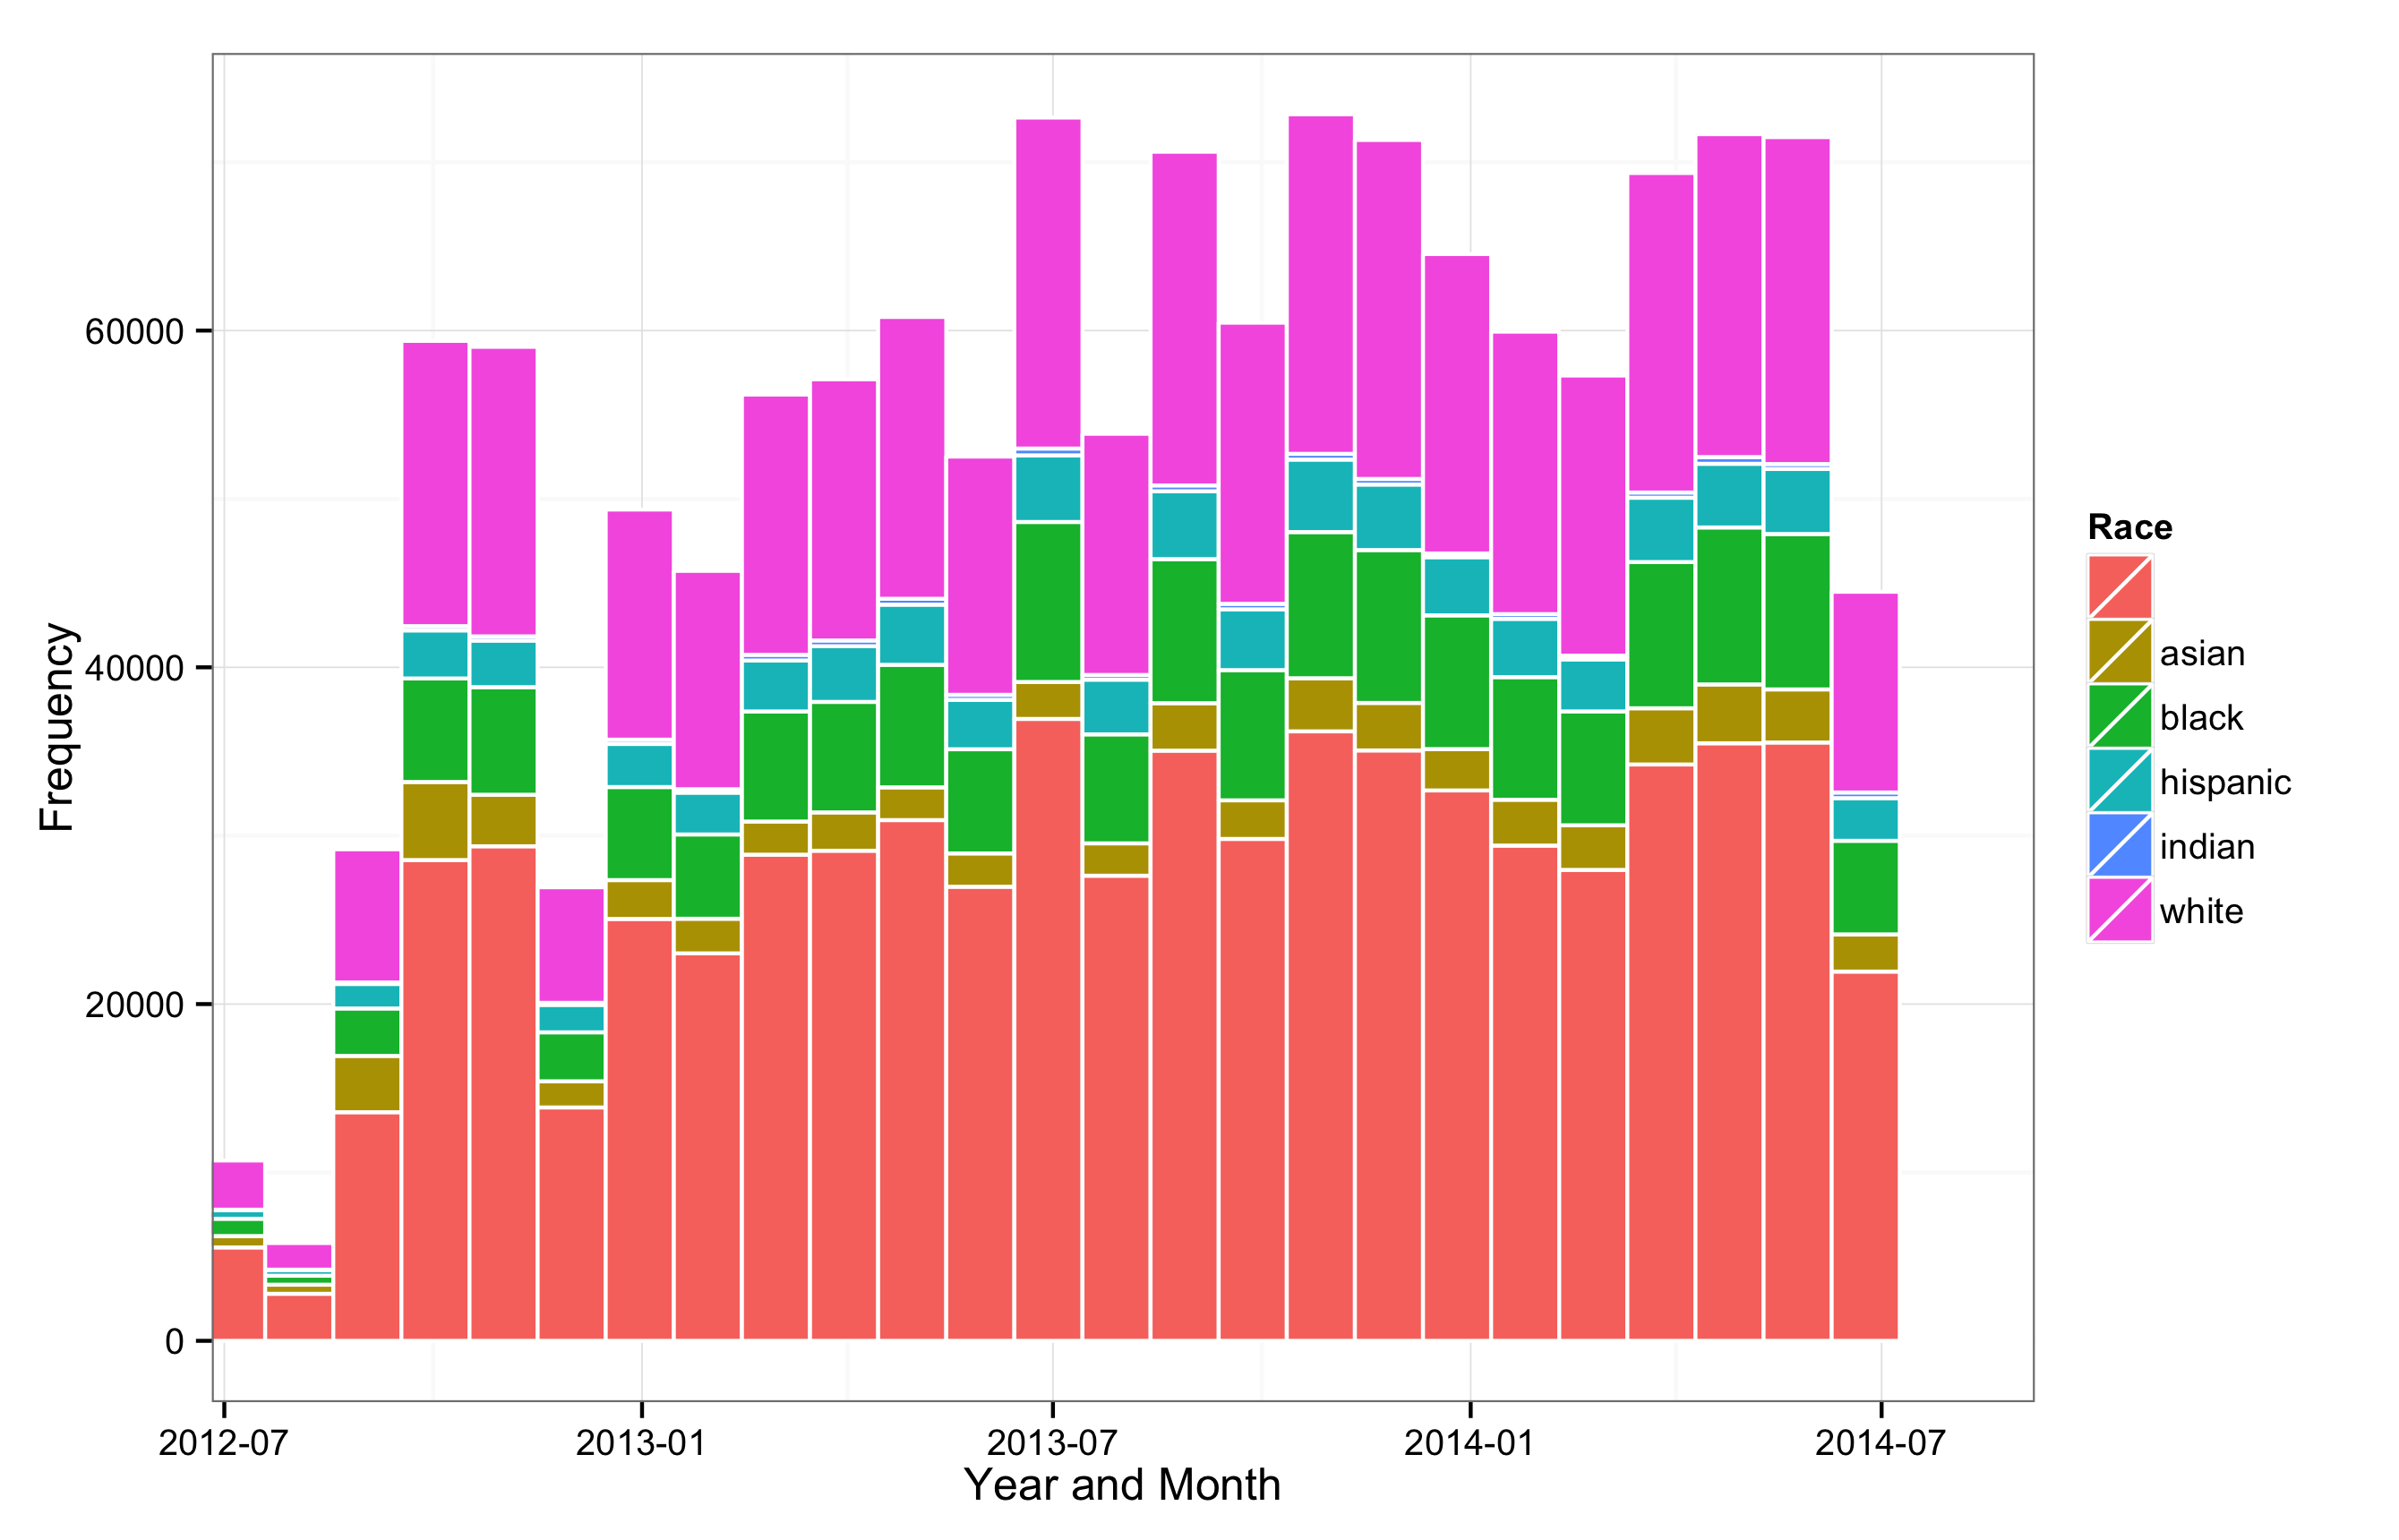 Frequency
60000
40000
20000
0
2012-07
2013-01
2013-07
2014-01
2014-07
Year and Month
Race
asian
black
hispanic
indian
white